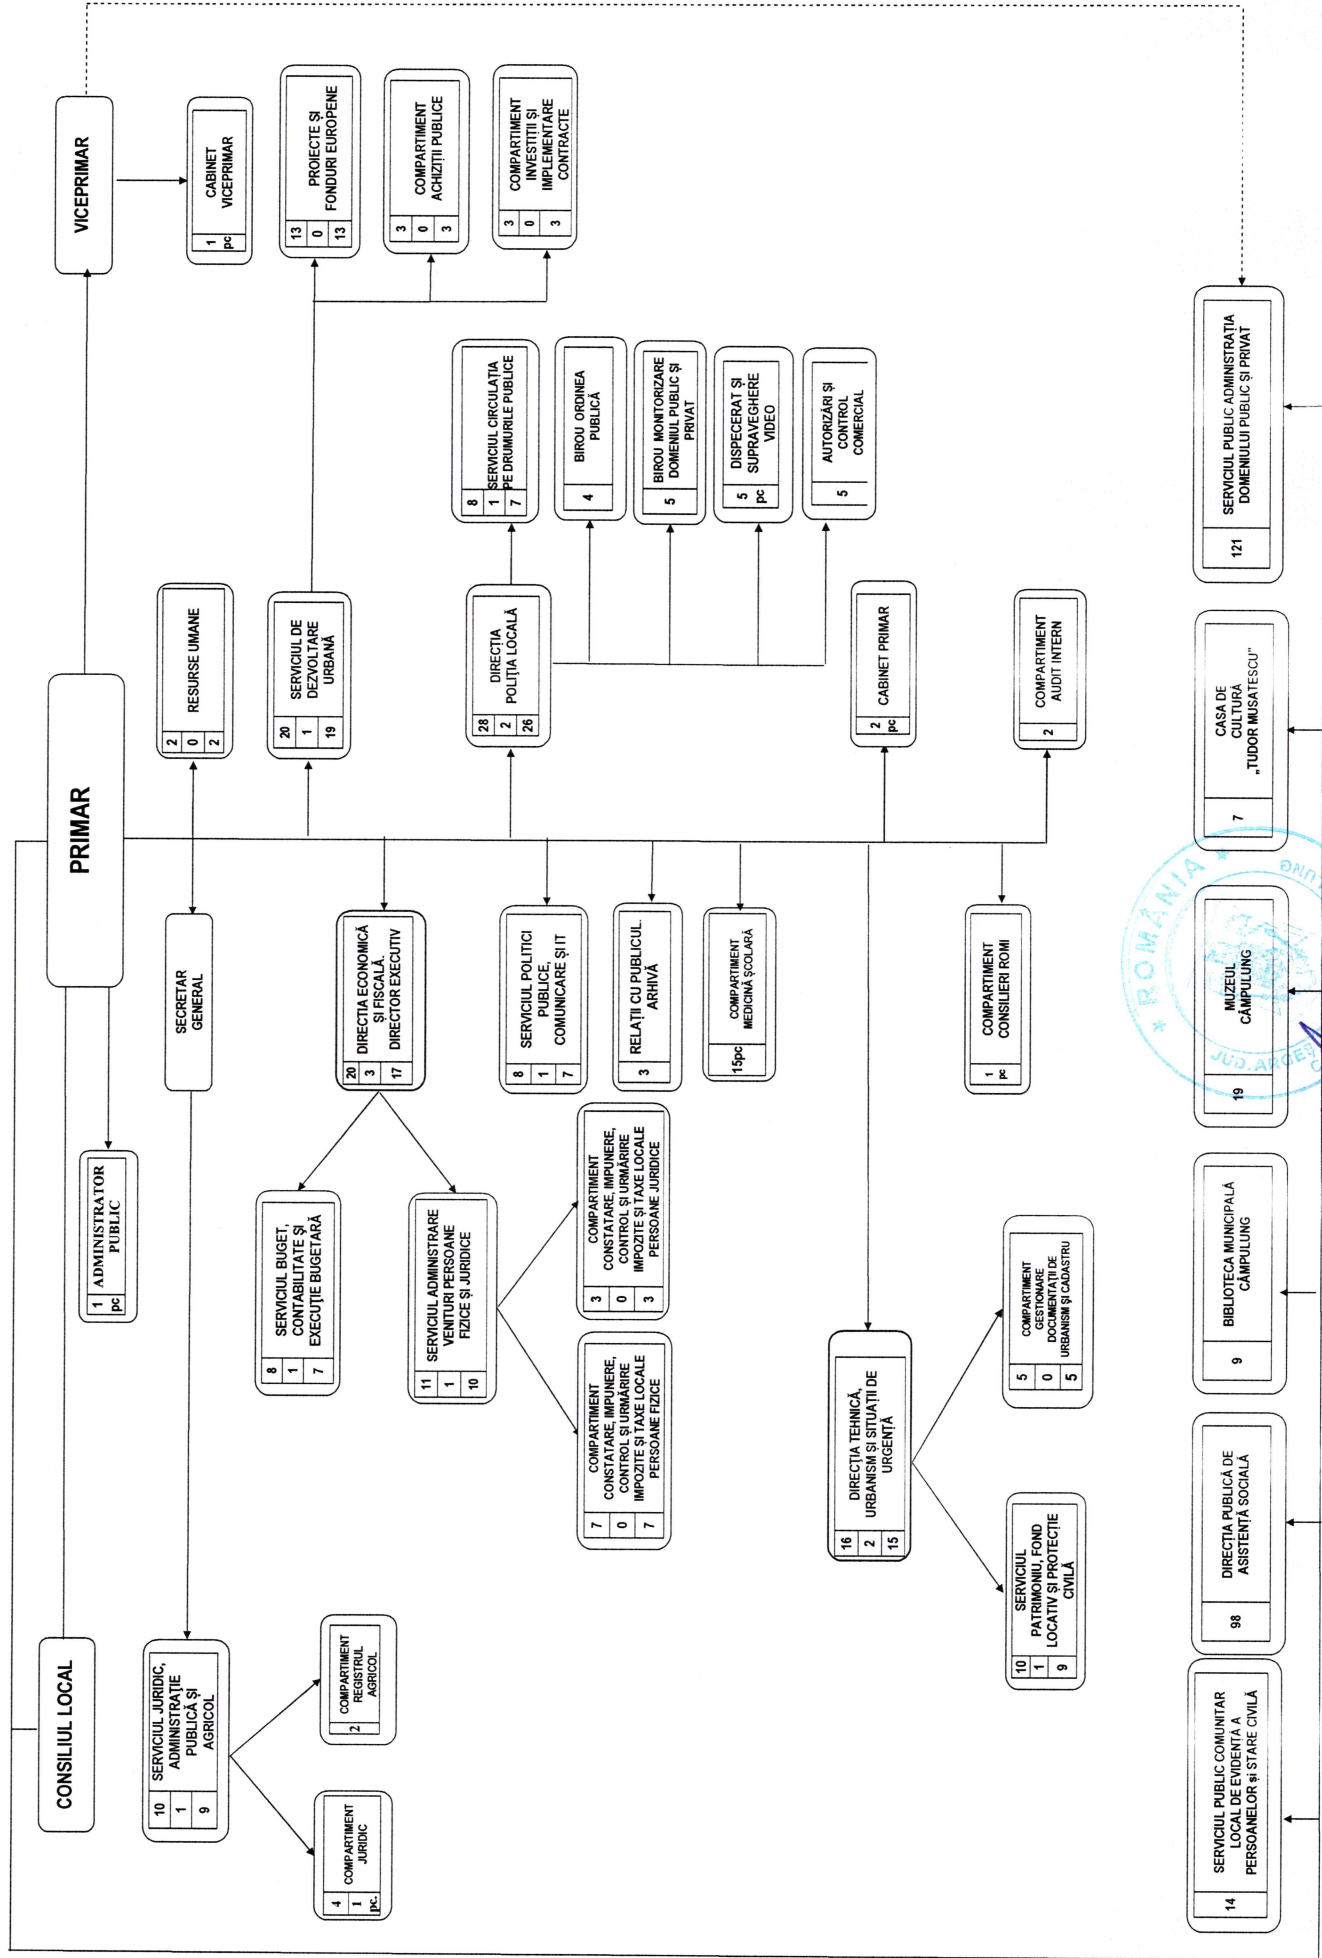 CONSILIUL LOCAL
PRIMAR
VICEPRIMAR
1
pc
ADMINISTRATOR
PUBLIC
1
pc
CABINET
VICEPRIMAR
10
1
9
SERVICIUL JURIDIC,
ADMINISTRAȚIE
PUBLICĂ ȘI
AGRICOL
SECRETAR
GENERAL
2
0
2
RESURSE UMANE
4
1
pc.
COMPARTIMENT
JURIDIC
2
COMPARTIMENT
REGISTRUL
AGRICOL
8
1
7
SERVICIUL BUGET,
CONTABILITATE ȘI
EXECUȚIE BUGETARĂ
20
3
17
DIRECTIA ECONOMICĂ
ȘI FISCALĂ.
DIRECTOR EXECUTIV
20
1
19
SERVICIUL DE
DEZVOLTARE
URBANĂ
13
0
13
PROIECTE ȘI
FONDURI EUROPENE
3
0
3
COMPARTIMENT
ACHIZIȚII PUBLICE
3
0
3
COMPARTIMENT
INVESTIȚII ȘI
IMPLEMENTARE
CONTRACTE
11
1
10
SERVICIUL ADMINISTRARE
VENITURI PERSOANE
FIZICE ȘI JURIDICE
7
0
7
COMPARTIMENT
CONSTATARE, IMPUNERE,
CONTROL ȘI URMĂRIRE
IMPOZITE ȘI TAXE LOCALE
PERSOANE FIZICE
3
0
3
COMPARTIMENT
CONSTATARE, IMPUNERE,
CONTROL ȘI URMĂRIRE
IMPOZITE ȘI TAXE LOCALE
PERSOANE JURIDICE
8
1
7
SERVICIUL POLITICI
PUBLICE,
COMUNICARE ȘI IT
28
2
26
DIRECȚIA
POLIȚIA LOCALĂ
8
1
7
SERVICIUL CIRCULAȚIA
PE DRUMURILE PUBLICE
4
BIROU ORDINEA
PUBLICĂ
5
BIROU MONITORIZARE
DOMENIUL PUBLIC ȘI
PRIVAT
5
pc
DISPECERAT ȘI
SUPRAVEGHERE
VIDEO
5
AUTORIZĂRI ȘI
CONTROL
COMERCIAL
3
RELAȚII CU PUBLICUL.
ARHIVĂ
15pc
COMPARTIMENT
MEDICINĂ ȘCOLARĂ
16
2
15
DIRECȚIA TEHNICĂ,
URBANISM ȘI SITUAȚII DE
URGENȚĂ
2
pc
CABINET PRIMAR
10
1
9
SERVICIUL
PATRIMONIU, FOND
LOCATIV ȘI PROTECȚIE
CIVILĂ
5
0
5
COMPARTIMENT
GESTIONARE
DOCUMENTAȚII DE
URBANISM ȘI CADASTRU
1
pc
COMPARTIMENT
CONSILIERI ROMI
2
COMPARTIMENT
AUDIT INTERN
14
SERVICIUL PUBLIC COMUNITAR
LOCAL DE EVIDENȚĂ A
PERSOANELOR și STARE CIVILĂ
98
DIRECȚIA PUBLICĂ DE
ASISTENȚĂ SOCIALĂ
9
BIBLIOTECA MUNICIPALĂ
CÂMPULUNG
19
MUZEUL
CÂMPULUNG
7
CASA DE
CULTURĂ
„TUDOR MUSATESCU”
121
SERVICIUL PUBLIC ADMINISTRAȚIA
DOMENIULUI PUBLIC ȘI PRIVAT
* ROMÂNIA *